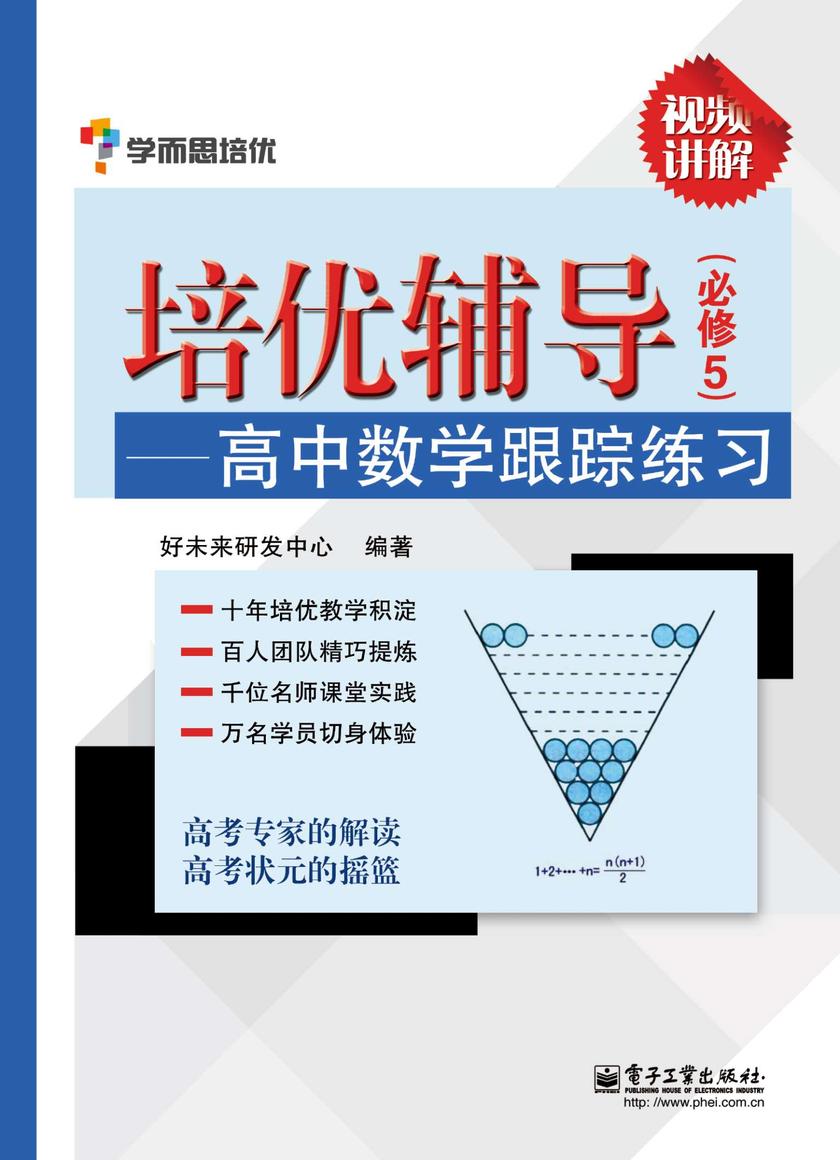 学而思培优
视频
讲解
培优辅导
(必修5)
——高中数学跟踪练习
好未来研发中心 编著
十年培优教学积淀
百人团队精巧提炼
千位名师课堂实践
万名学员切身体验
高考专家的解读
高考状元的摇篮
1+2+···+n=n(n+1)/2
電子工業出版社·
PUBLISHING HOUSE OF ELECTRONICS INDUSTRY
http: //www.phei.com.cn